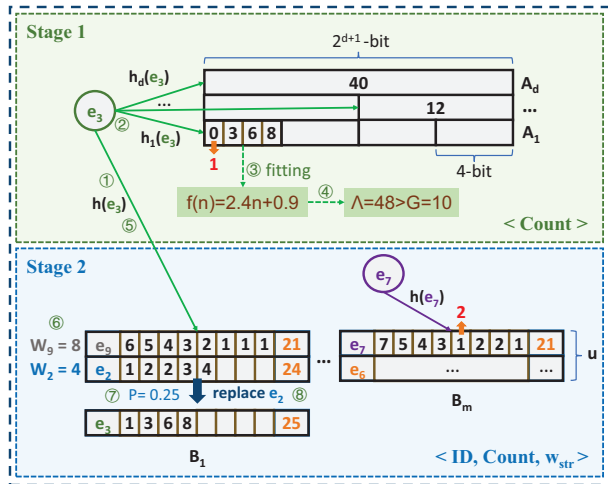 Stage 1
2^{d+1}-bit
h_d(e_3)
40
A_d
...
12
...
e_3
②
h_1(e_3)
0 3 6 8
A_1
1
③ fitting
4-bit
①
f(n)=2.4n+0.9
④
Λ=48>G=10
h(e_3)
⑤
< Count >
Stage 2
e_7
h(e_7)
2
⑥
W_9 = 8
e_9 6 5 4 3 2 1 1 1 21
...
e_7 7 5 4 3 1 2 2 1 21
u
W_2 = 4
e_2 1 2 2 3 4 24
e_6 ... ...
⑦ P= 0.25
replace e_2 ⑧
B_m
e_3 1 3 6 8 25
B_1
< ID, Count, w_{str} >